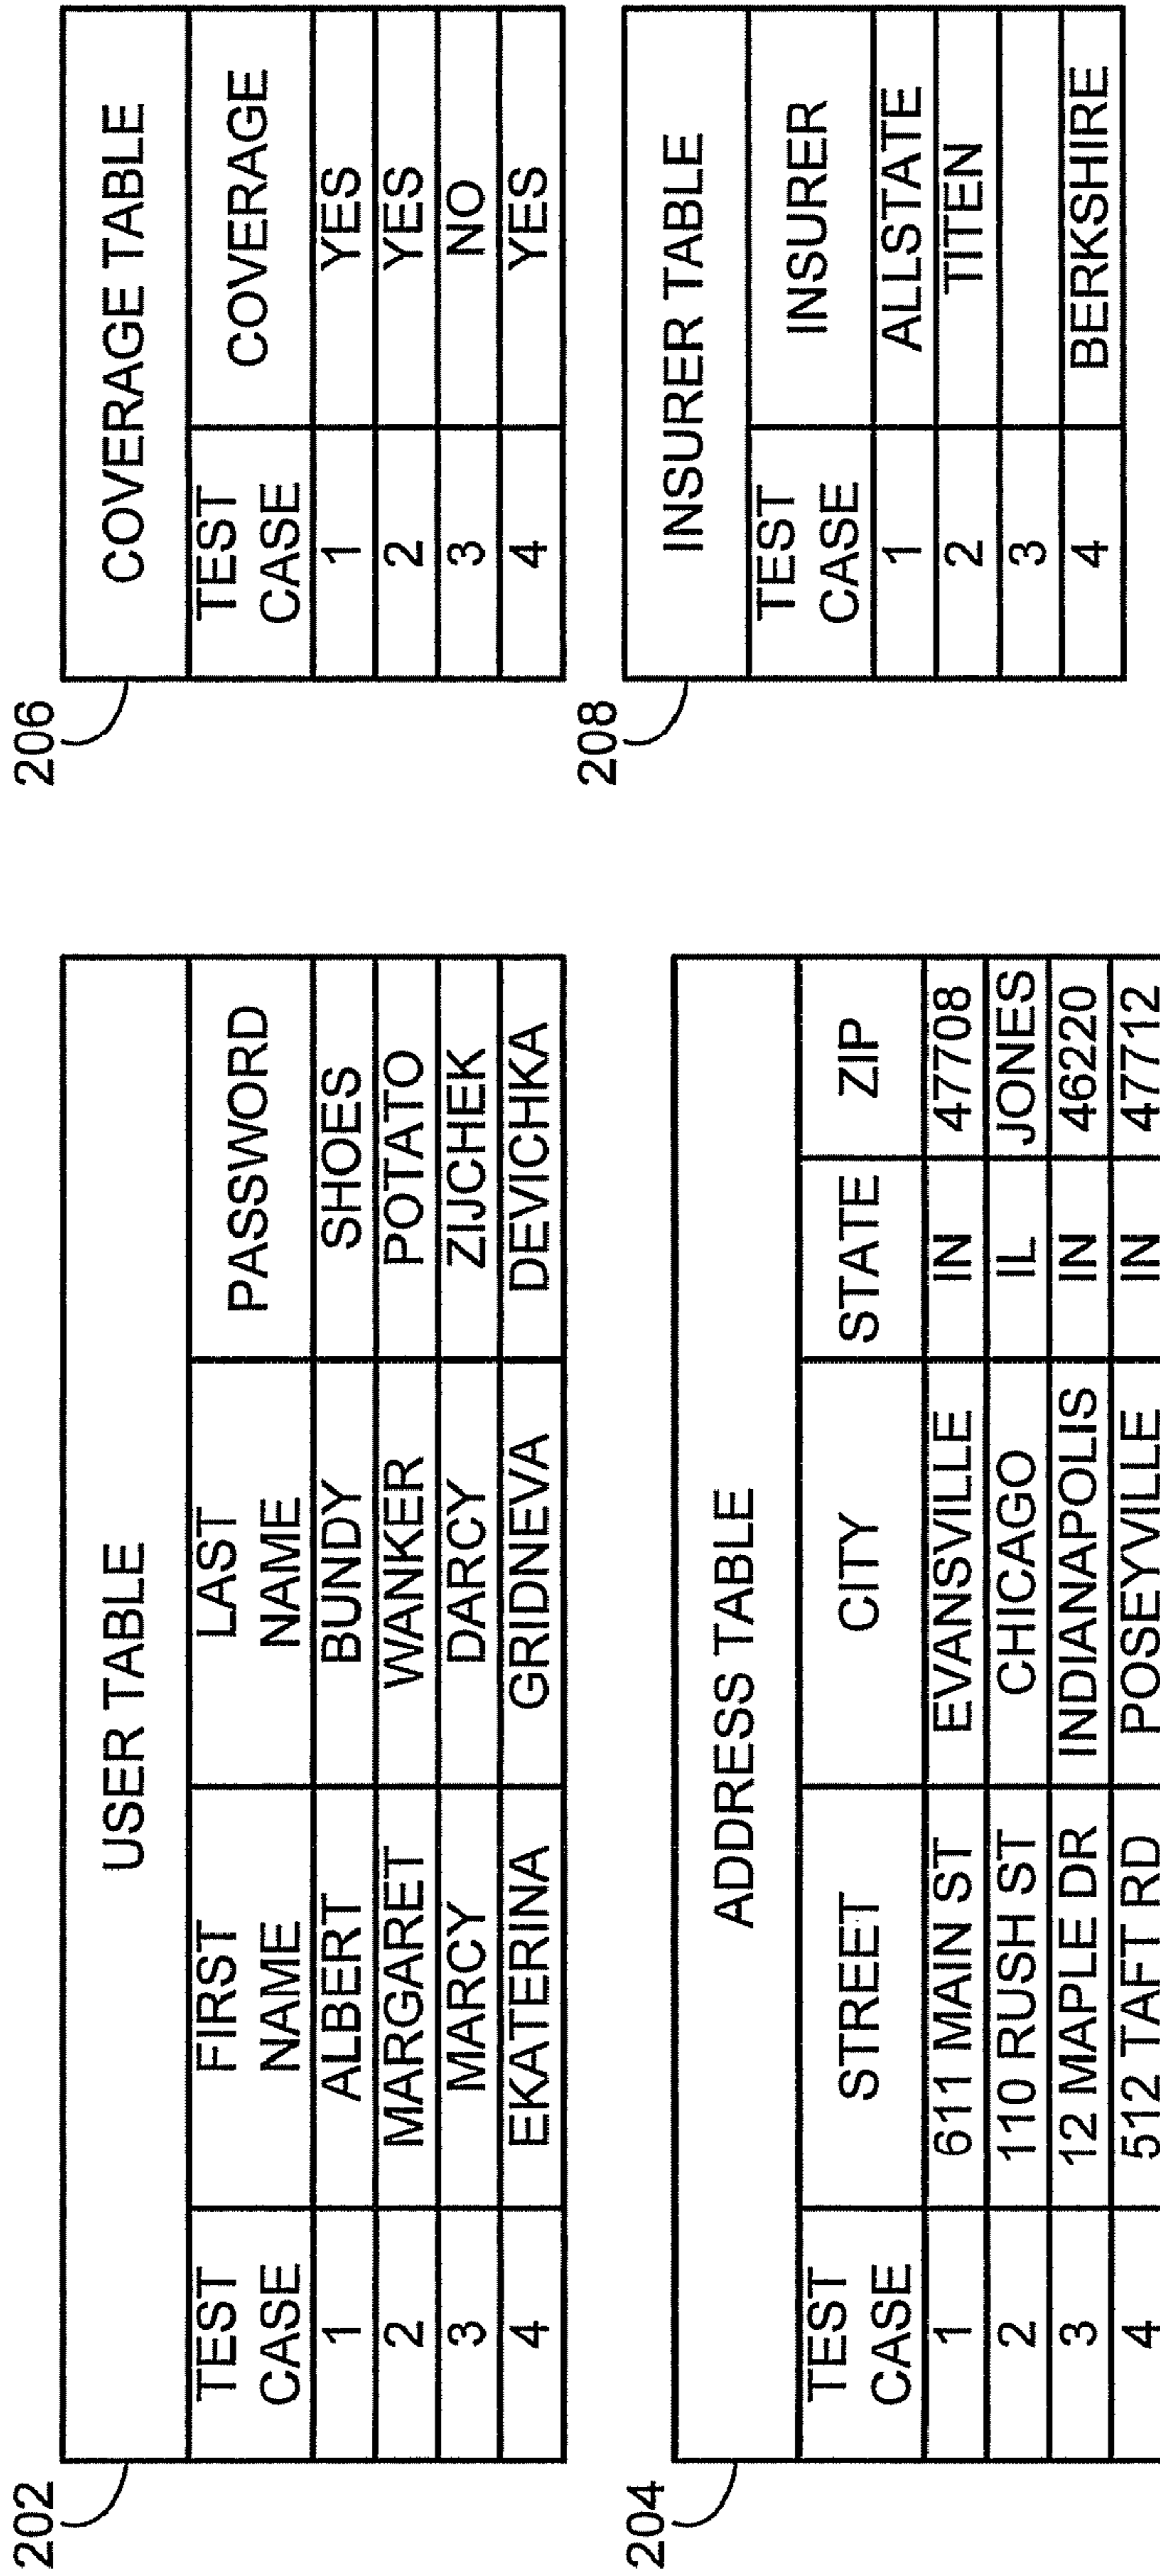 202
USER TABLE
TEST CASE FIRST NAME LAST NAME PASSWORD
1 ALBERT BUNDY SHOES
2 MARGARET WANKER POTATO
3 MARCY DARCY ZIJCHEK
4 EKATERINA GRIDNEVA DEVICHKA
204
ADDRESS TABLE
TEST CASE STREET CITY STATE ZIP
1 611 MAIN ST EVANSVILLE IN 47708
2 110 RUSH ST CHICAGO IL JONES
3 12 MAPLE DR INDIANAPOLIS IN 46220
4 512 TAFT RD POSEYVILLE IN 47712
206
COVERAGE TABLE
TEST CASE COVERAGE
1 YES
2 YES
3 NO
4 YES
208
INSURER TABLE
TEST CASE INSURER
1 ALLSTATE
2 TITEN
3
4 BERKSHIRE